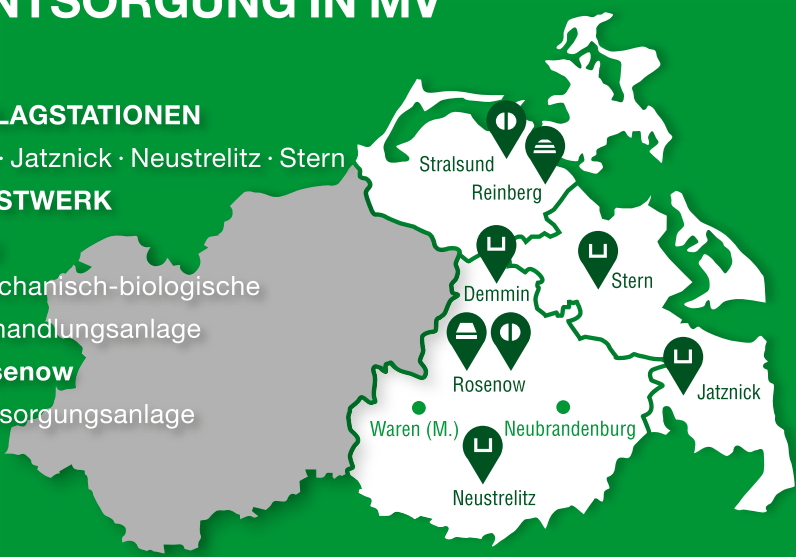 NTSORGUNG IN MV
LAGSTATIONEN
· Jatznick · Neustrelitz · Stern
STWERK
chanisch-biologische
handlungsanlage
senow
sorgungsanlage
Stralsund
Reinberg
Demmin
Stern
Rosenow
Jatznick
Waren (M.)
Neubrandenburg
Neustrelitz